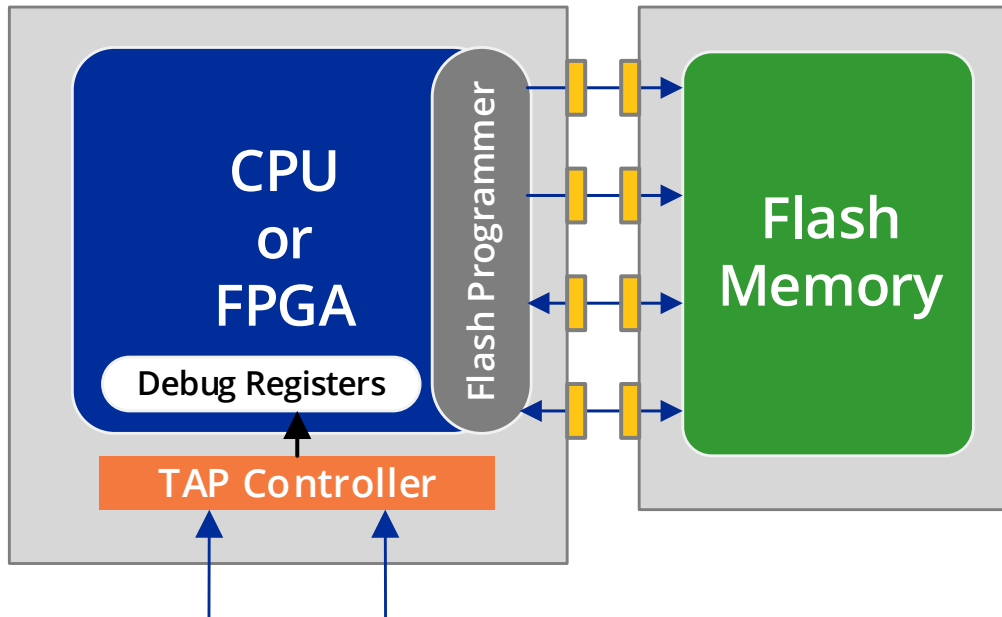 CPU
or
FPGA
Debug Registers
TAP Controller
Flash Programmer
Flash
Memory